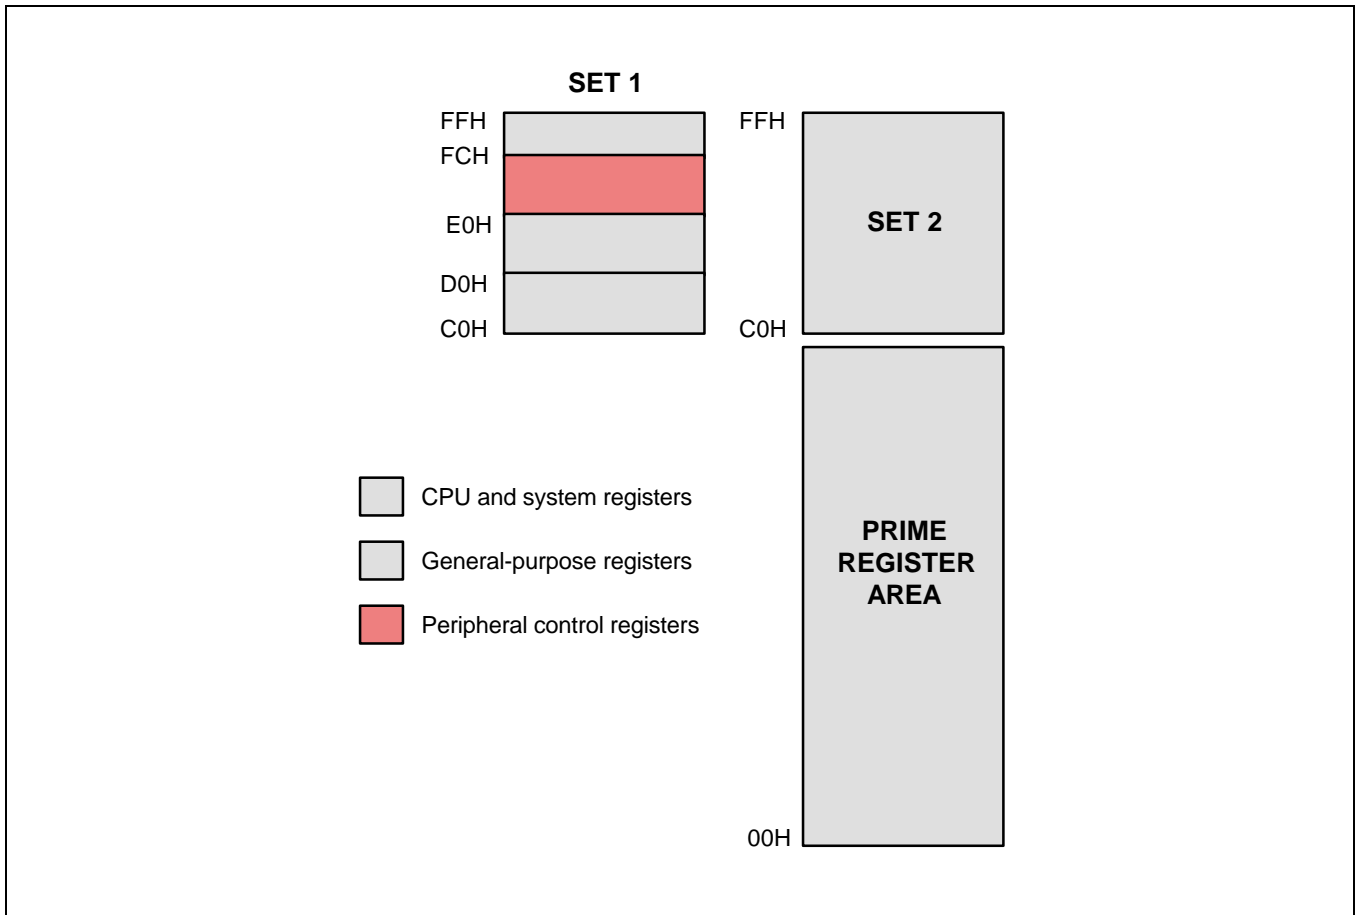 SET 1
FFH
FCH
E0H
D0H
C0H
FFH
SET 2
C0H
PRIME
REGISTER
AREA
00H
CPU and system registers
General-purpose registers
Peripheral control registers